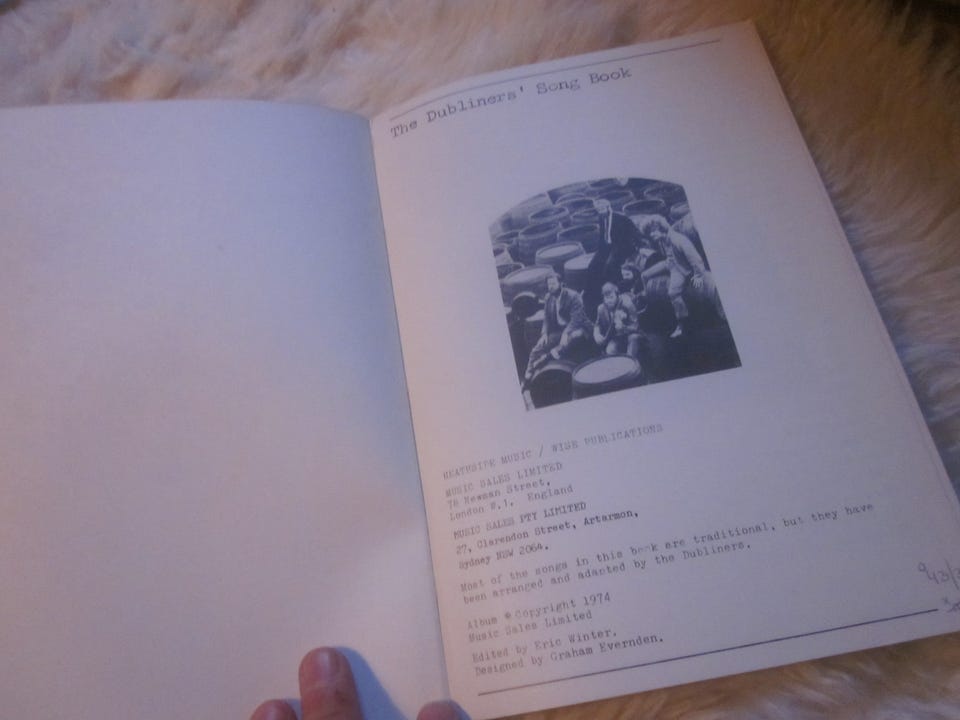 The Dubliners' Song Book
HEATHSIDE MUSIC / WISE PUBLICATIONS
MUSIC SALES LIMITED
78 Newman Street,
London W.1. England
MUSIC SALES PTY LIMITED
27, Clarendon Street, Artarmon,
Sydney NSW 2064.
Most of the songs in this book are traditional, but they have
been arranged and adapted by the Dubliners.
Album © Copyright 1974
Music Sales Limited
Edited by Eric Winter.
Designed by Graham Evernden.